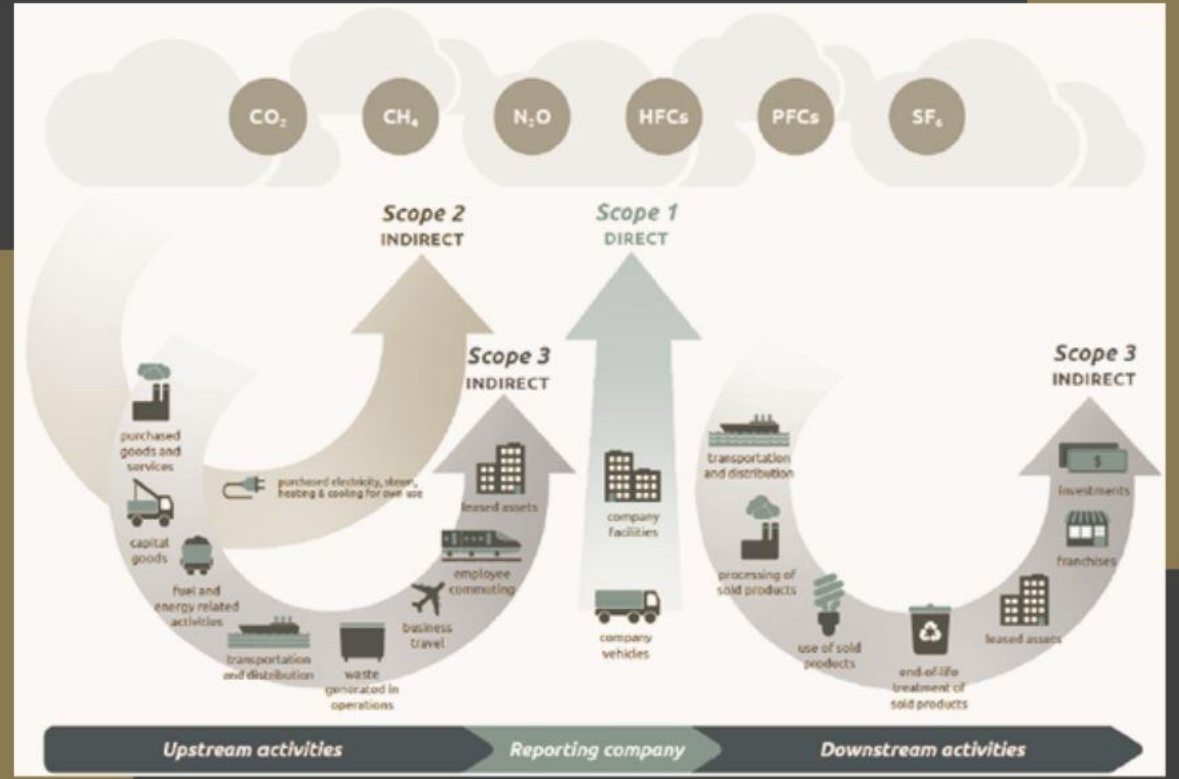 CO₂
CH₄
N₂O
HFCs
PFCs
SF₆
Scope 2
INDIRECT
Scope 1
DIRECT
Scope 3
INDIRECT
Scope 3
INDIRECT
purchased
goods and
services
capital
goods
fuel and
energy related
activities
transportation
and distribution
waste
generated in
operations
business
travel
employee
commuting
leased assets
purchased electricity, steam,
heating & cooling for own use
company
facilities
company
vehicles
transportation
and distribution
processing of
sold products
use of sold
products
end-of-life
treatment of
sold products
leased assets
franchises
investments
$
Upstream activities
Reporting company
Downstream activities